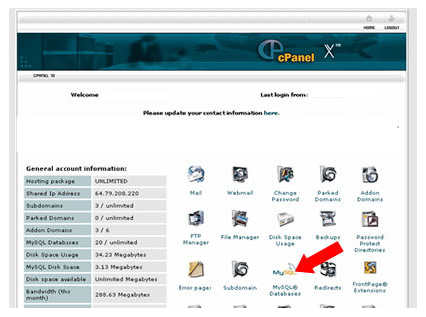 HOME LOGOUT
cPanel X™
CPANEL 10
Welcome Last login from:
Please update your contact information here.
General account information:
Hosting package UNLIMITED
Shared Ip Address 64.79.208.220
Subdomains 3 / unlimited
Parked Domains 0 / unlimited
Addon Domains 3 / 6
MySQL Databases 20 / unlimited
Disk Space Usage 34.23 Megabytes
MySQL Disk Space 3.13 Megabytes
Disk space available Unlimited Megabytes
Bandwidth (this
month) 288.63 Megabytes
Mail Webmail Change
Password Parked
Domains Addon
Domains
FTP
Manager File Manager Disk Space
Usage Backups Password
Protect
Directories
MySQL
Error pages Subdomain MySQL®
Databases Redirects FrontPage®
Extensions